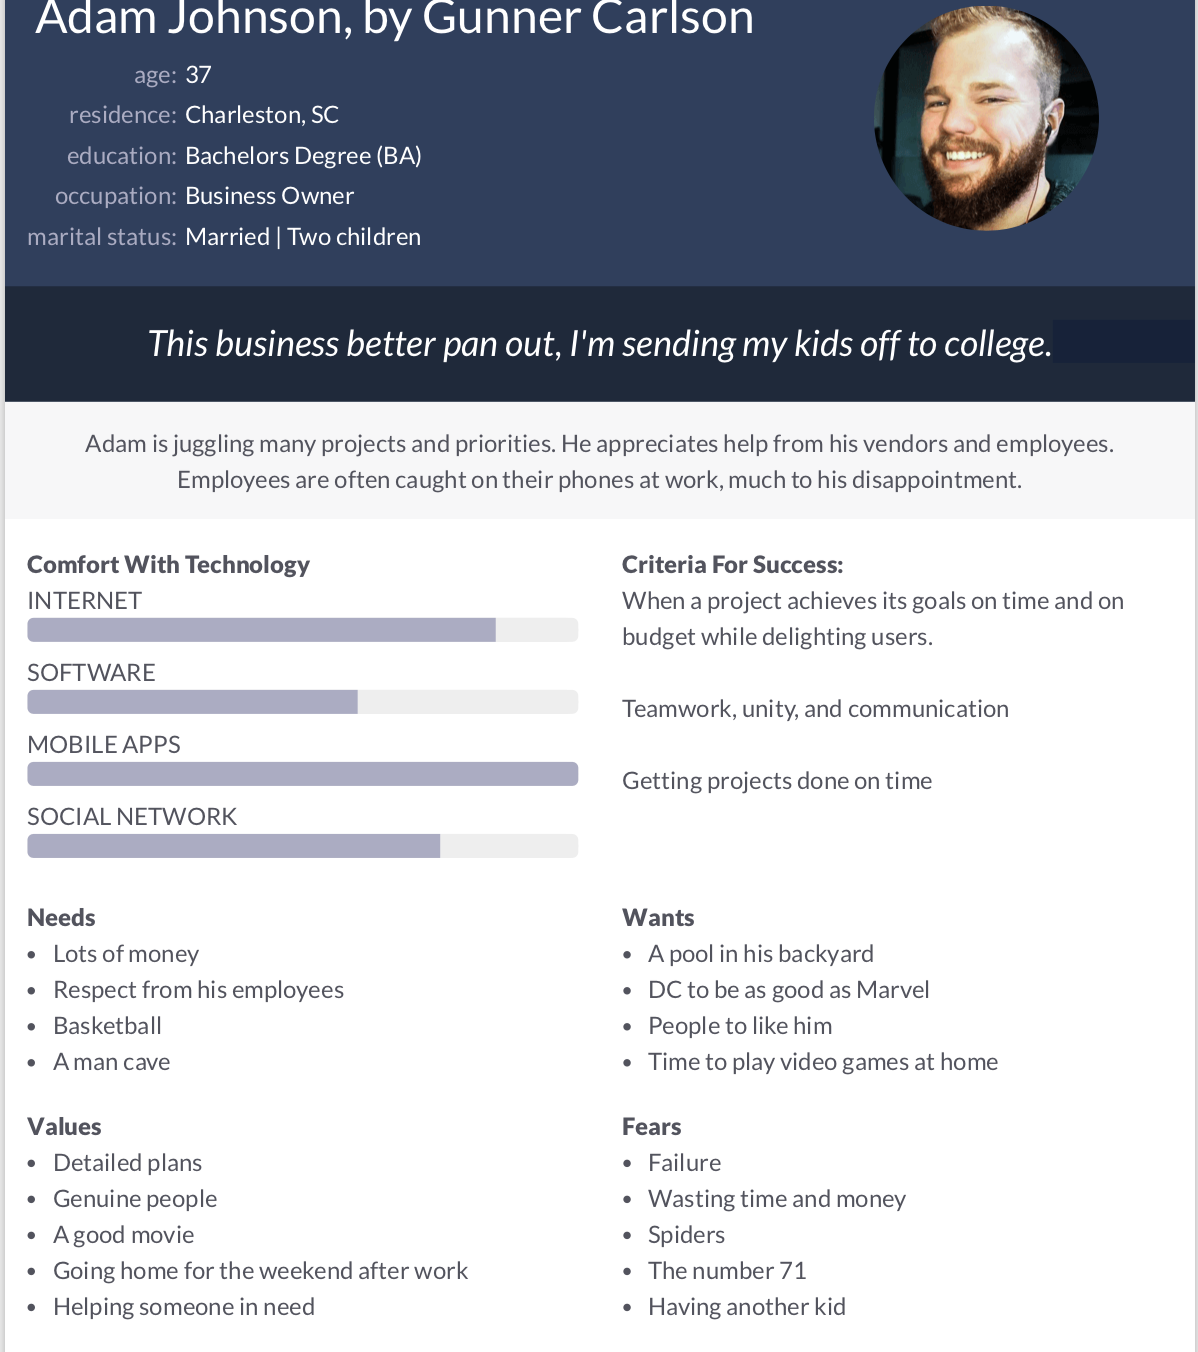 Adam Johnson, by Gunner Carlson
age: 37
residence: Charleston, SC
education: Bachelors Degree (BA)
occupation: Business Owner
marital status: Married | Two children
This business better pan out, I'm sending my kids off to college.
Adam is juggling many projects and priorities. He appreciates help from his vendors and employees.
Employees are often caught on their phones at work, much to his disappointment.
Comfort With Technology
INTERNET
SOFTWARE
MOBILE APPS
SOCIAL NETWORK
Criteria For Success:
When a project achieves its goals on time and on
budget while delighting users.
Teamwork, unity, and communication
Getting projects done on time
Needs
• Lots of money
• Respect from his employees
• Basketball
• A man cave
Wants
• A pool in his backyard
• DC to be as good as Marvel
• People to like him
• Time to play video games at home
Values
• Detailed plans
• Genuine people
• A good movie
• Going home for the weekend after work
• Helping someone in need
Fears
• Failure
• Wasting time and money
• Spiders
• The number 71
• Having another kid